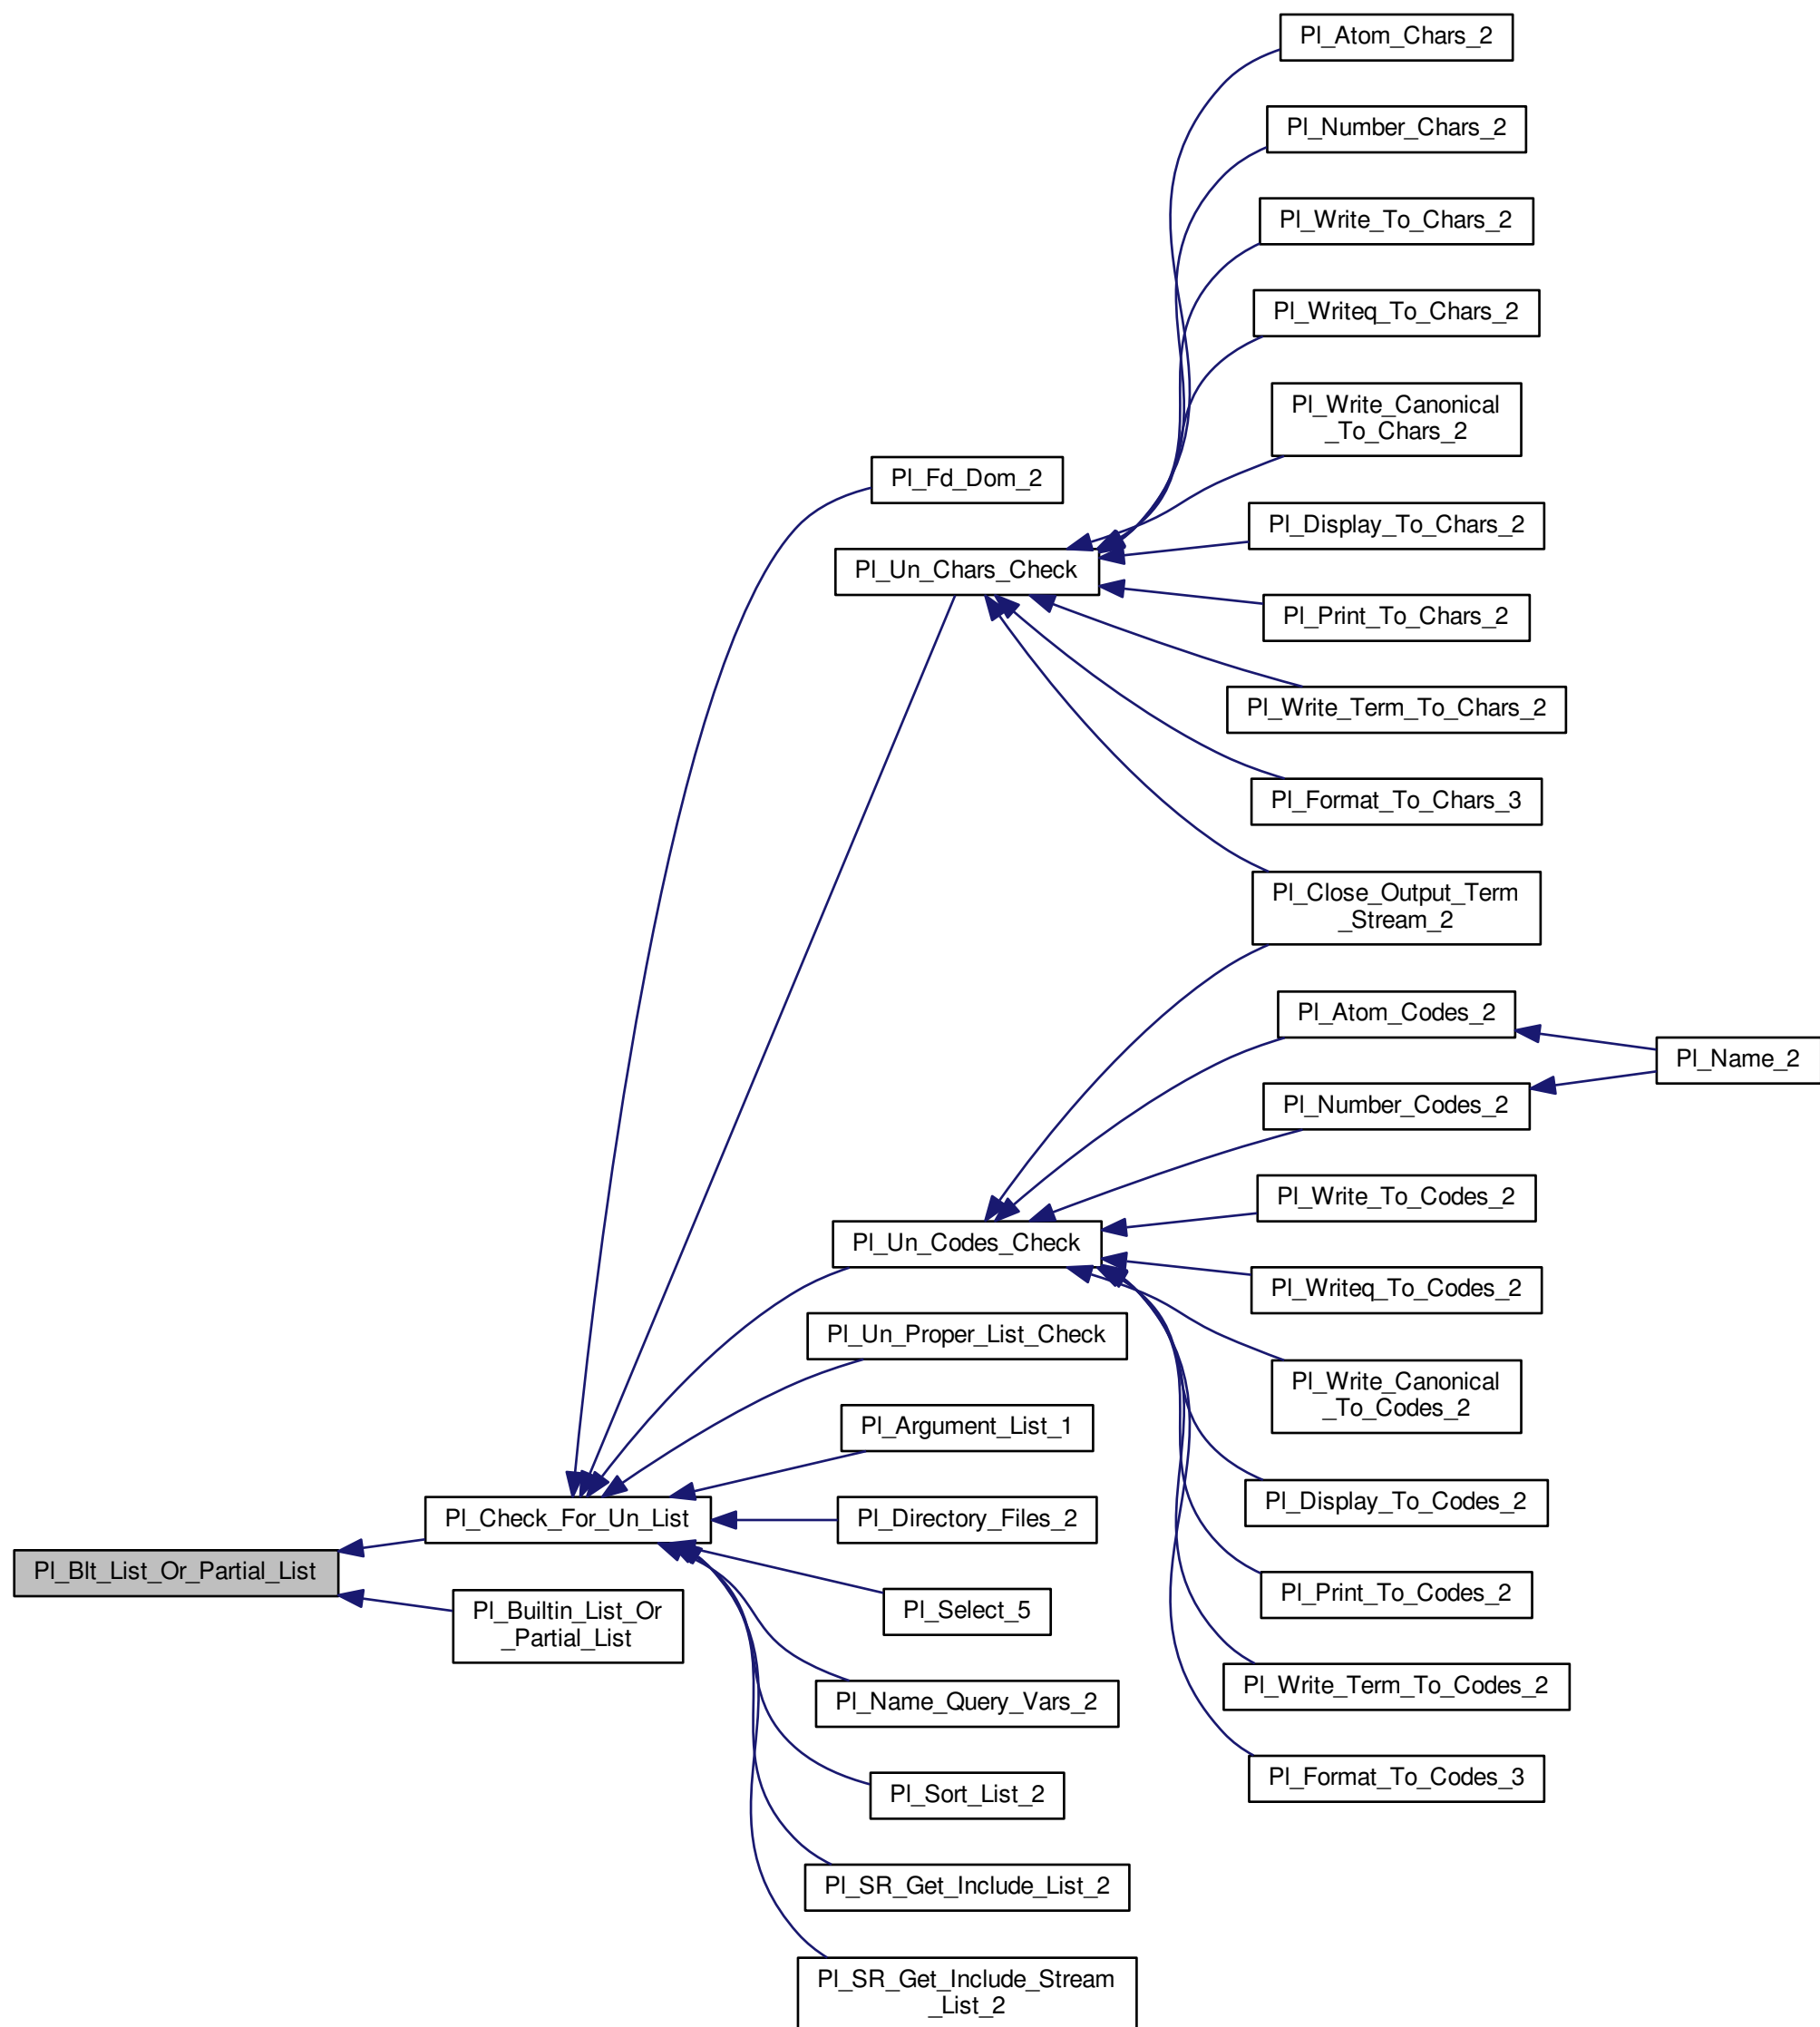 Pl_Atom_Chars_2
Pl_Number_Chars_2
Pl_Write_To_Chars_2
Pl_Writeq_To_Chars_2
Pl_Write_Canonical
_To_Chars_2
Pl_Fd_Dom_2
Pl_Display_To_Chars_2
Pl_Un_Chars_Check
Pl_Print_To_Chars_2
Pl_Write_Term_To_Chars_2
Pl_Format_To_Chars_3
Pl_Close_Output_Term
_Stream_2
Pl_Atom_Codes_2
Pl_Name_2
Pl_Number_Codes_2
Pl_Write_To_Codes_2
Pl_Un_Codes_Check
Pl_Writeq_To_Codes_2
Pl_Un_Proper_List_Check
Pl_Write_Canonical
_To_Codes_2
Pl_Argument_List_1
Pl_Display_To_Codes_2
Pl_Check_For_Un_List
Pl_Directory_Files_2
Pl_Blt_List_Or_Partial_List
Pl_Print_To_Codes_2
Pl_Builtin_List_Or
_Partial_List
Pl_Select_5
Pl_Write_Term_To_Codes_2
Pl_Name_Query_Vars_2
Pl_Format_To_Codes_3
Pl_Sort_List_2
Pl_SR_Get_Include_List_2
Pl_SR_Get_Include_Stream
_List_2